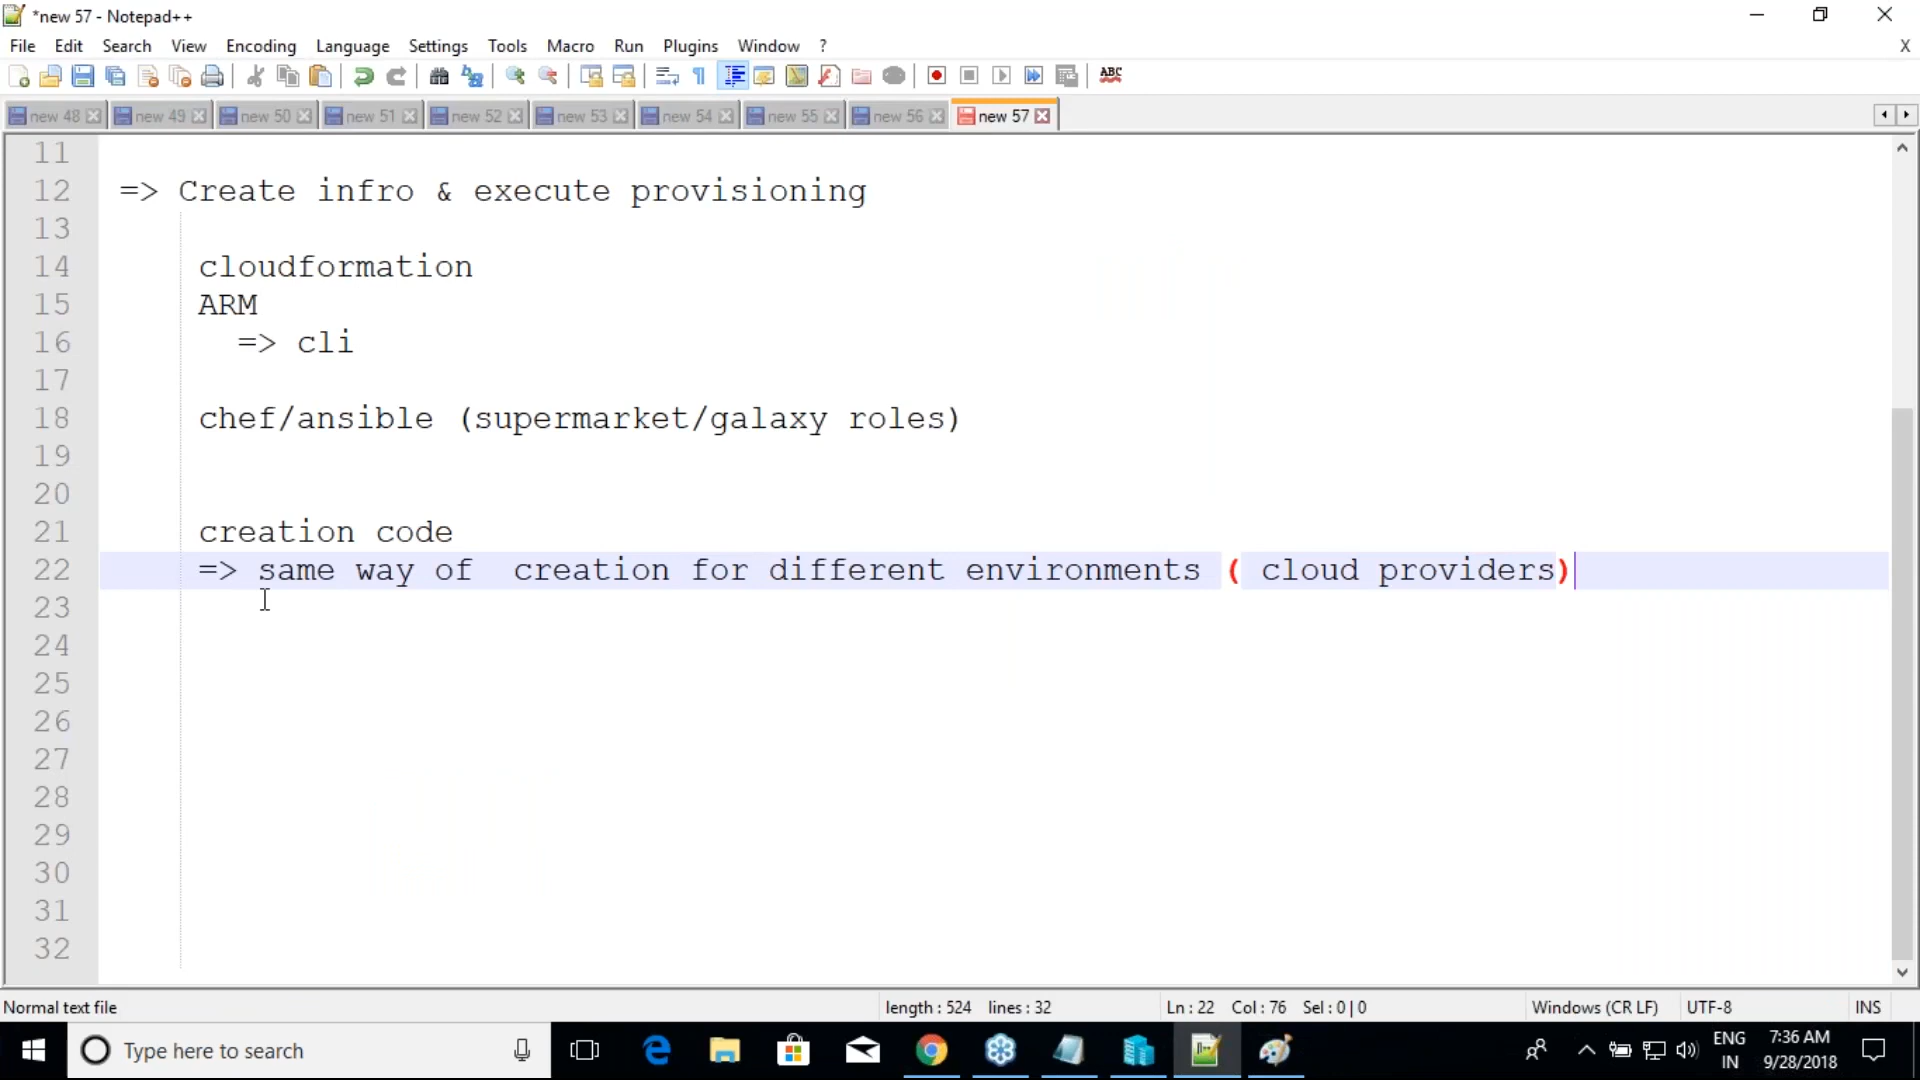 *new 57 - Notepad++
File Edit Search View Encoding Language Settings Tools Macro Run Plugins Window ? X
ABC
new 48 new 49 new 50 new 51 new 52 new 53 new 54 new 55 new 56 new 57
11
12 => Create infro & execute provisioning
13
14 cloudformation
15 ARM
16 => cli
17
18 chef/ansible (supermarket/galaxy roles)
19
20
21 creation code
22 => same way of  creation for different environments ( cloud providers)
23
24
25
26
27
28
29
30
31
32
Normal text file length : 524 lines : 32 Ln : 22 Col : 76 Sel : 0 | 0 Windows (CR LF) UTF-8 INS
Type here to search ENG 7:36 AM
IN 9/28/2018